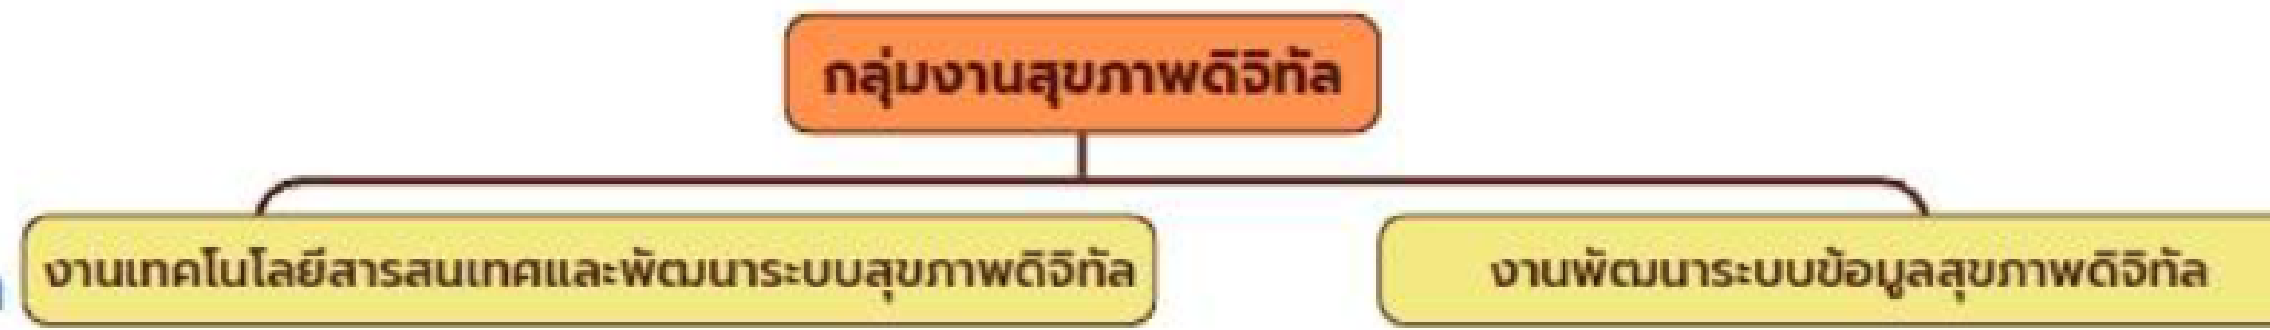 กลุ่มงานสุขภาพดิจิทัล
งานเทคโนโลยีสารสนเทศและพัฒนาระบบสุขภาพดิจิทัล
งานพัฒนาระบบข้อมูลสุขภาพดิจิทัล